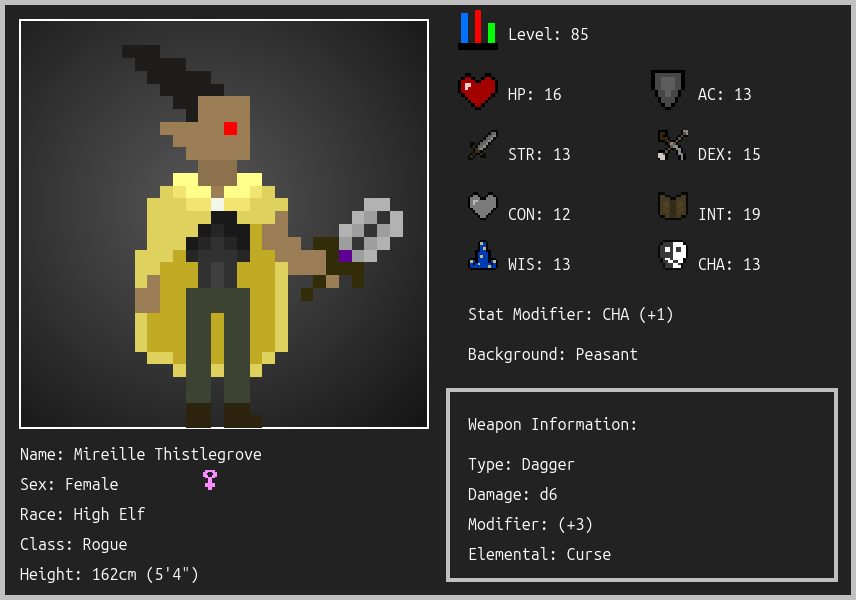 Level: 85
HP: 16
AC: 13
STR: 13
DEX: 15
CON: 12
INT: 19
WIS: 13
CHA: 13
Stat Modifier: CHA (+1)
Background: Peasant
Weapon Information:
Type: Dagger
Damage: d6
Modifier: (+3)
Elemental: Curse
Name: Mireille Thistlegrove
Sex: Female
Race: High Elf
Class: Rogue
Height: 162cm (5'4")